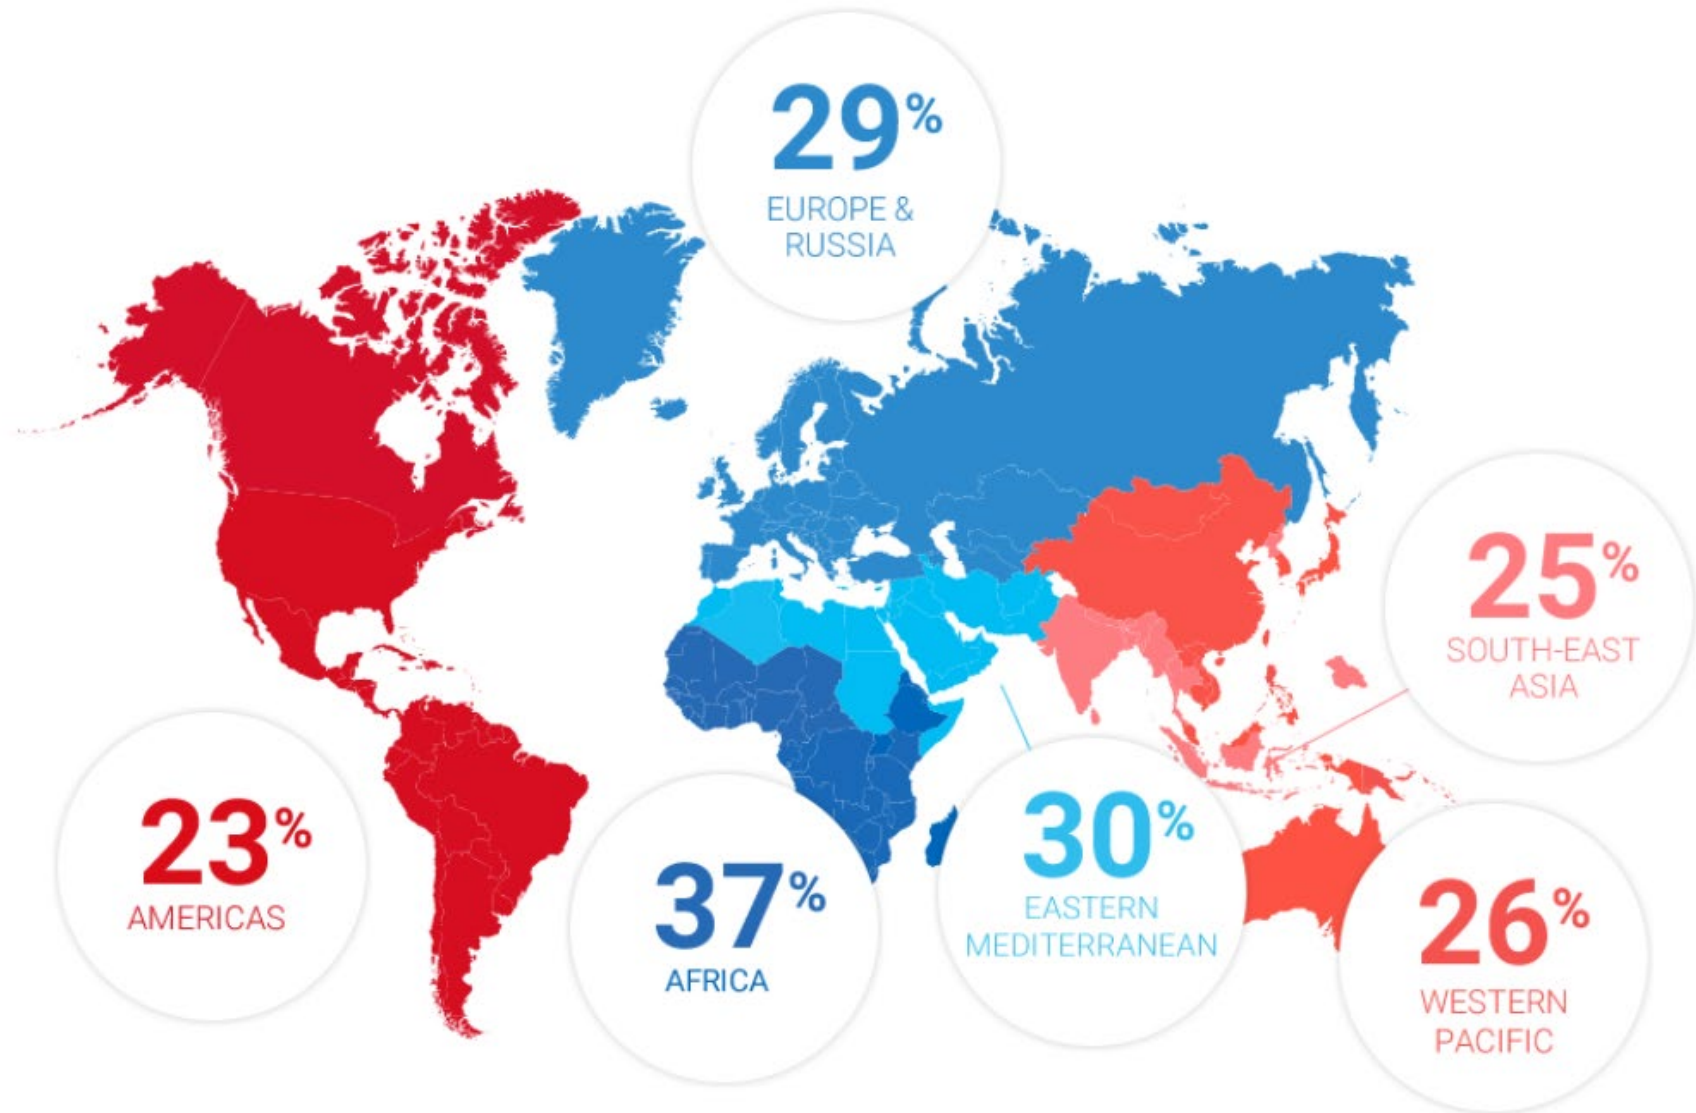 29%
EUROPE &
RUSSIA
25%
SOUTH-EAST
ASIA
23%
AMERICAS
37%
AFRICA
30%
EASTERN
MEDITERRANEAN
26%
WESTERN
PACIFIC